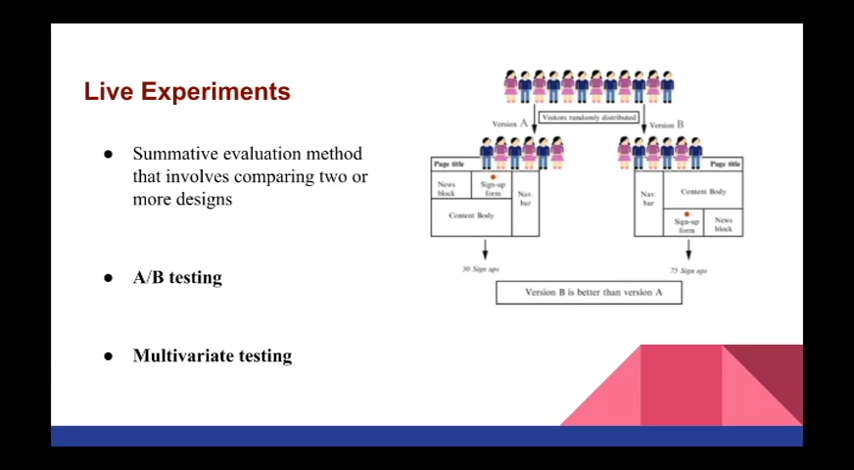 Live Experiments
● Summative evaluation method
that involves comparing two or
more designs
● A/B testing
● Multivariate testing
Visitors randomly distributed
Version A
Version B
Page title
News
block
Sign-up
form
Nav.
bar
Content Body
Page title
Nav.
bar
Content Body
Sign-up
form
News
block
50 Sign ups
75 Sign ups
Version B is better than version A